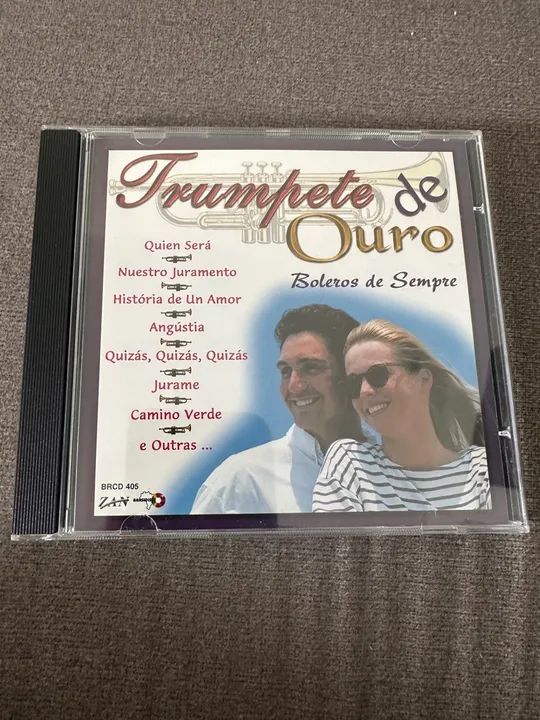 Trumpete de
Ouro
Boleros de Sempre
Quien Será
Nuestro Juramento
História de Un Amor
Angústia
Quizás, Quizás, Quizás
Jurame
Camino Verde
e Outras ...
BRCD 405
ZAN